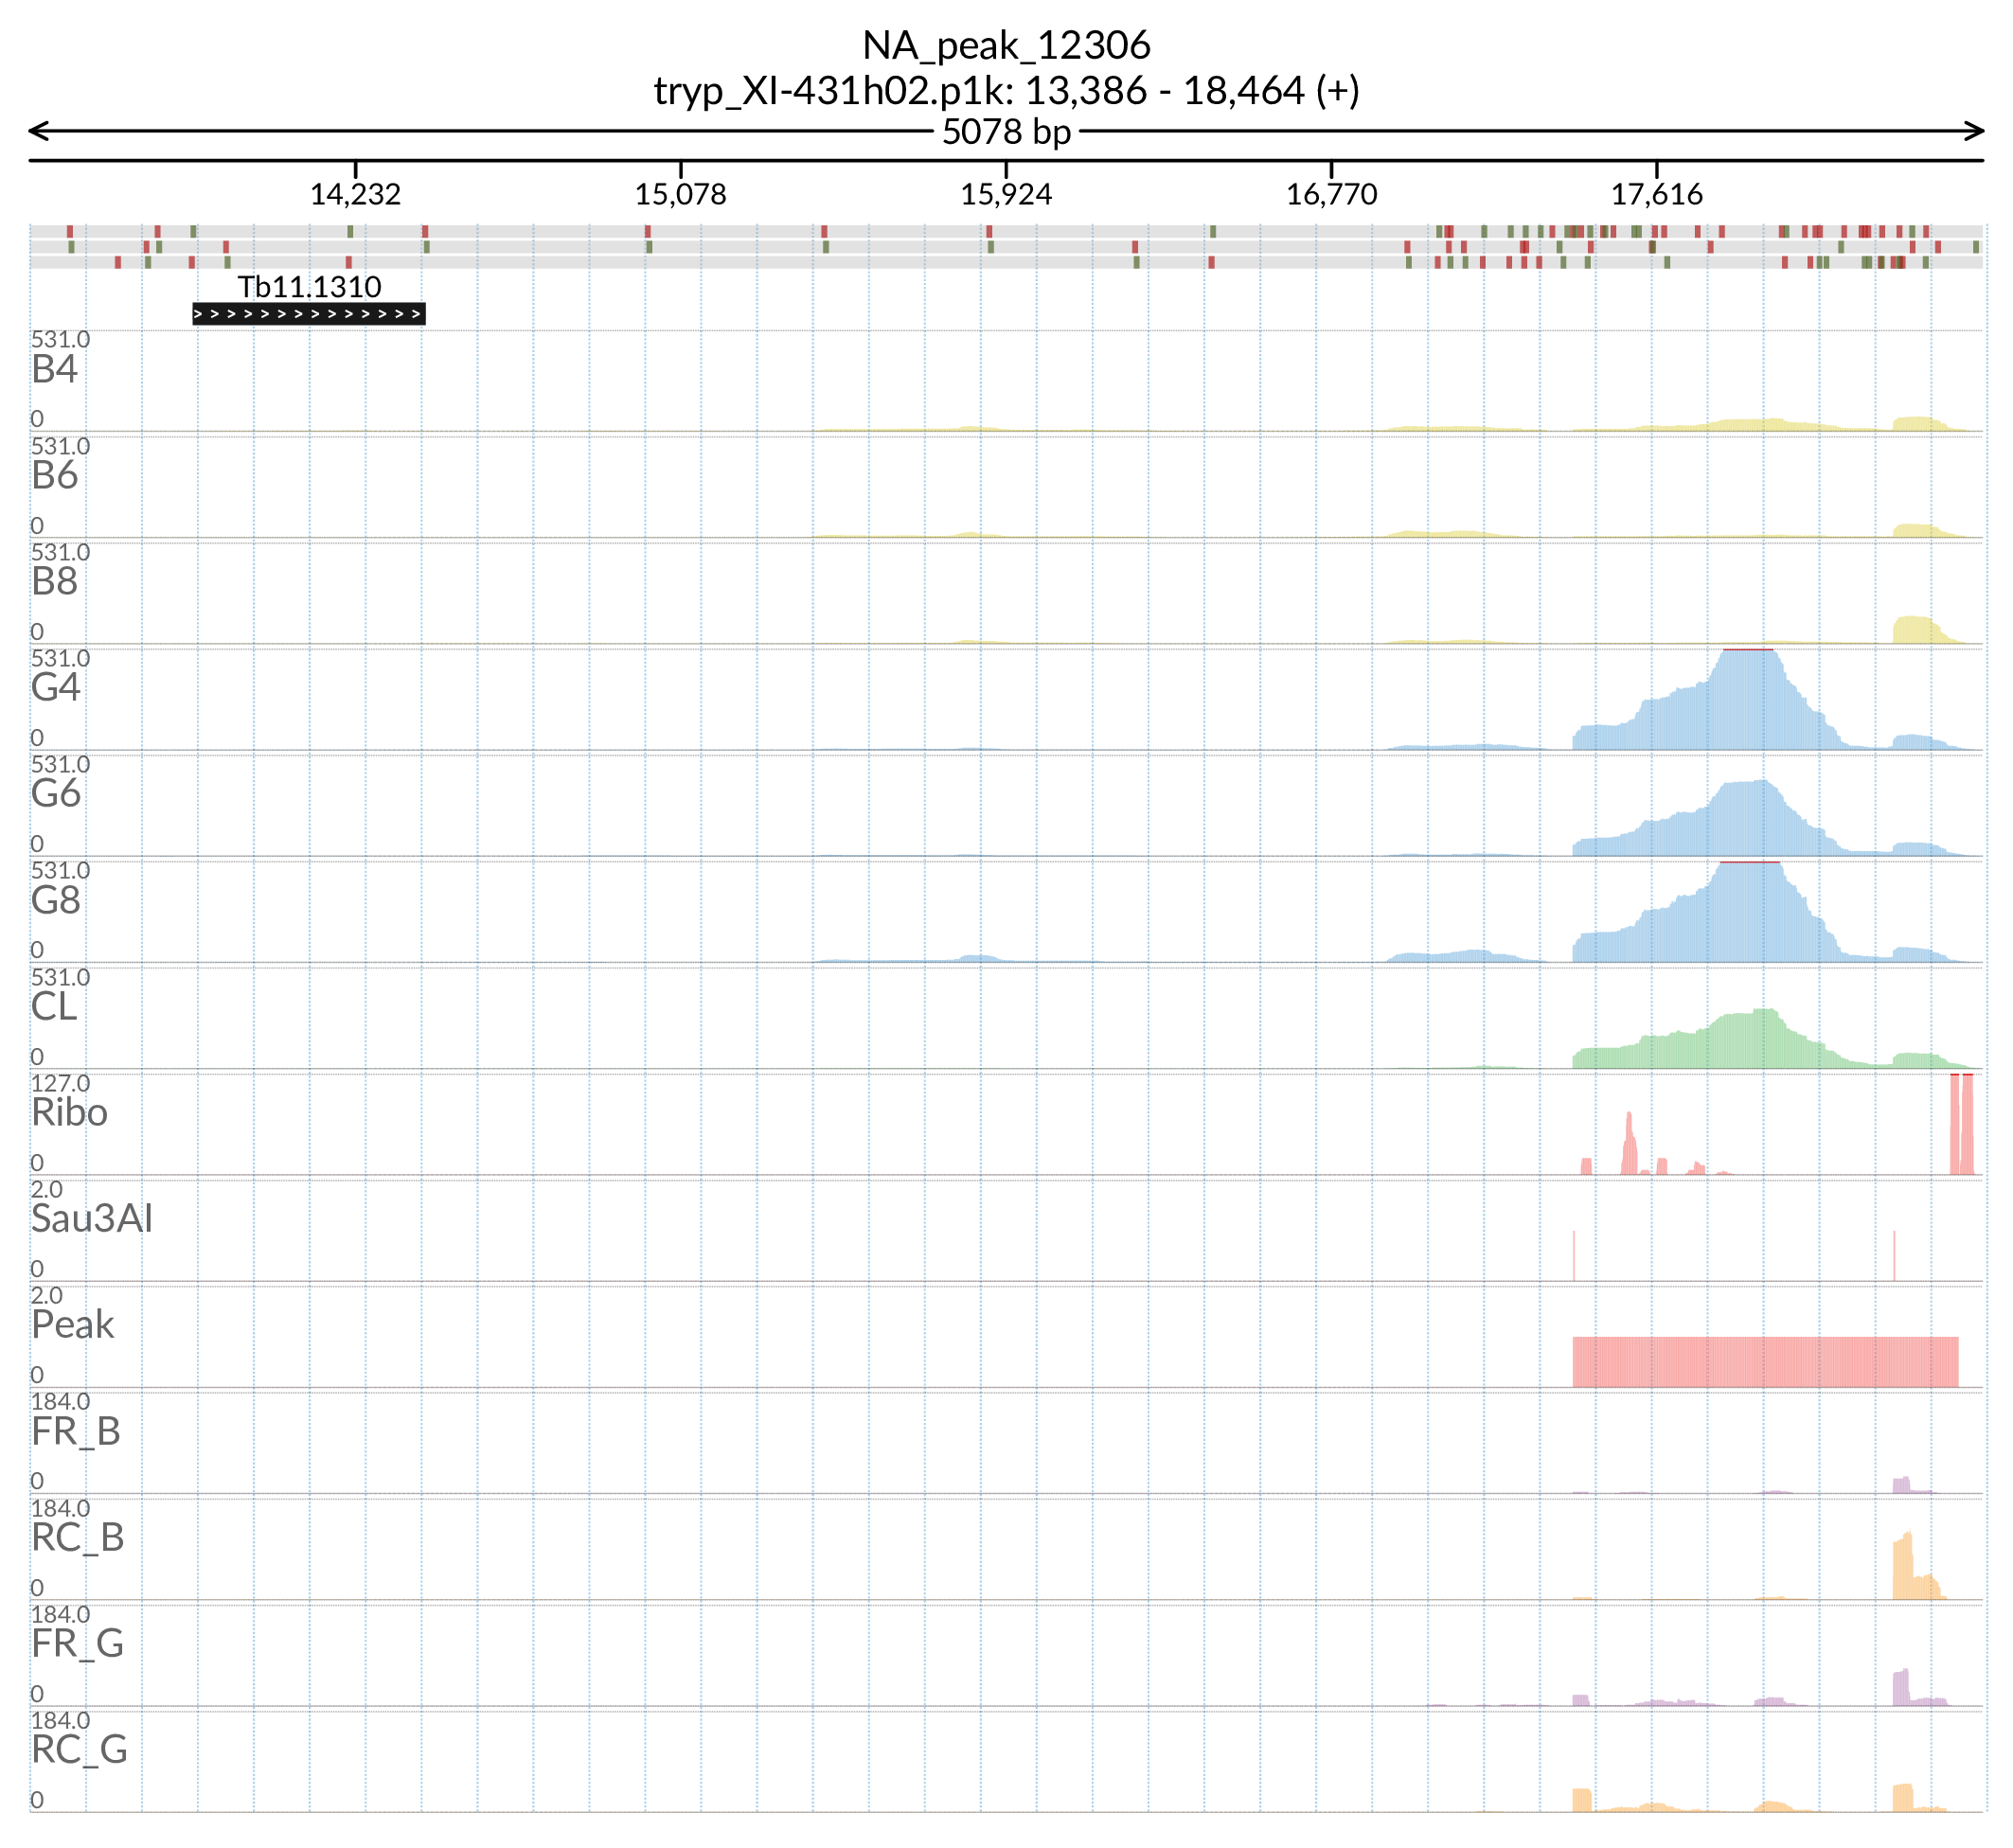 NA_peak_12306
tryp_XI-431h02.p1k: 13,386 - 18,464 (+)
5078 bp
14,232 15,078 15,924 16,770 17,616
Tb11.1310
531.0
B4
0
531.0
B6
0
531.0
B8
0
531.0
G4
0
531.0
G6
0
531.0
G8
0
531.0
CL
0
127.0
Ribo
0
2.0
Sau3AI
0
2.0
Peak
0
184.0
FR_B
0
184.0
RC_B
0
184.0
FR_G
0
184.0
RC_G
0